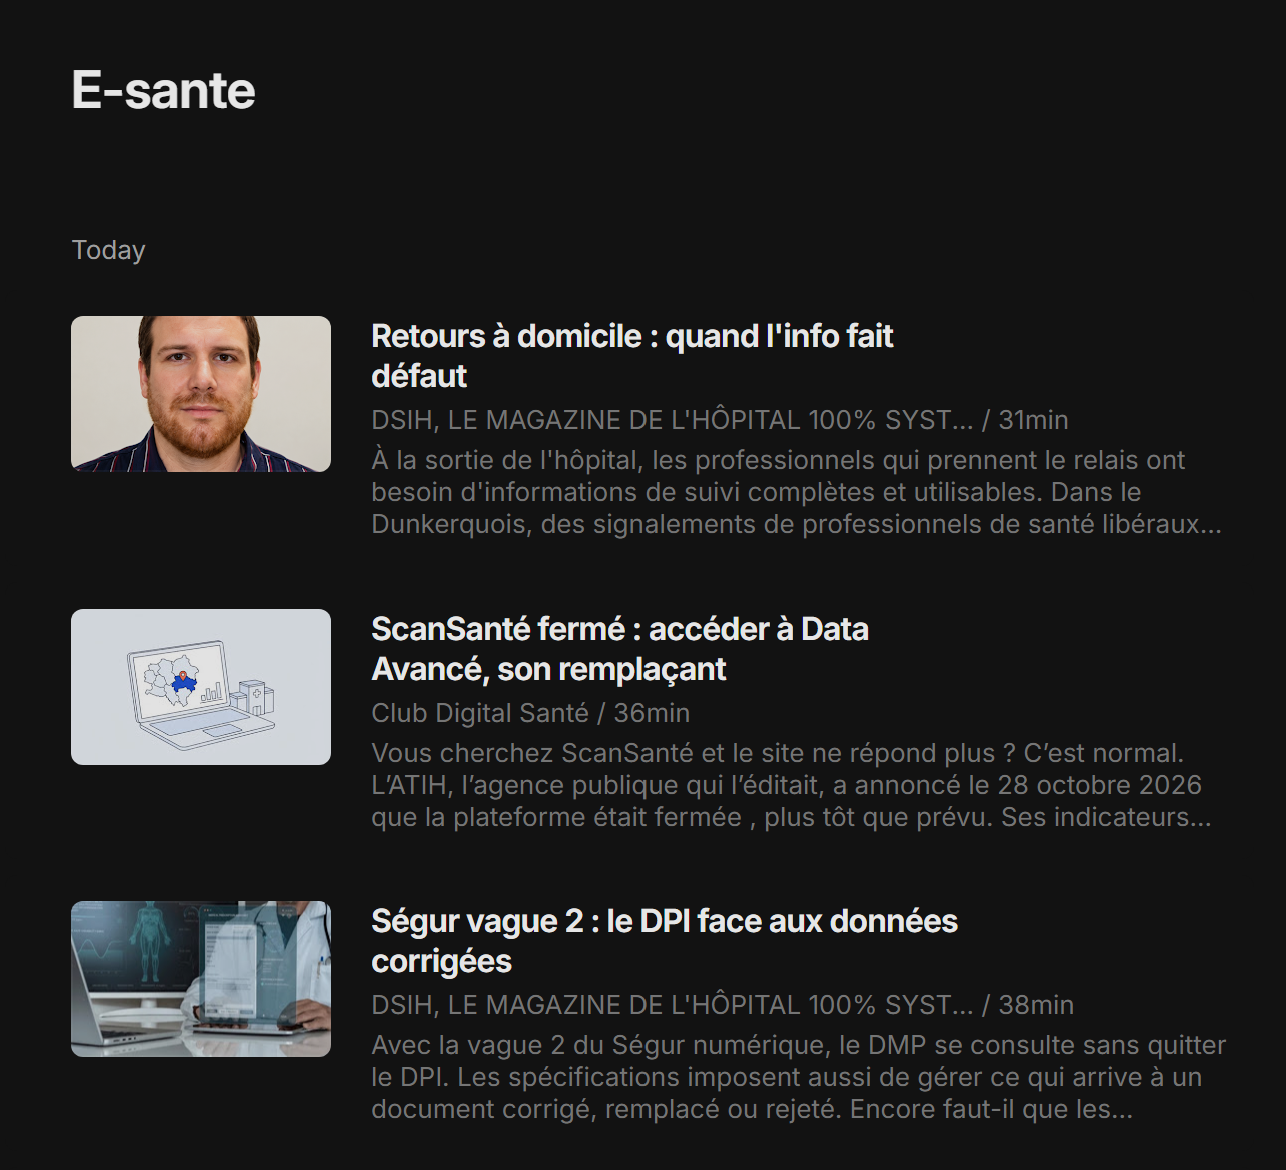 E-sante
Today
Retours à domicile : quand l'info fait
défaut
DSIH, LE MAGAZINE DE L'HÔPITAL 100% SYST... / 31min
À la sortie de l'hôpital, les professionnels qui prennent le relais ont
besoin d'informations de suivi complètes et utilisables. Dans le
Dunkerquois, des signalements de professionnels de santé libéraux...
ScanSanté fermé : accéder à Data
Avancé, son remplaçant
Club Digital Santé / 36min
Vous cherchez ScanSanté et le site ne répond plus ? C’est normal.
L’ATIH, l’agence publique qui l’éditait, a annoncé le 28 octobre 2026
que la plateforme était fermée , plus tôt que prévu. Ses indicateurs...
Ségur vague 2 : le DPI face aux données
corrigées
DSIH, LE MAGAZINE DE L'HÔPITAL 100% SYST... / 38min
Avec la vague 2 du Ségur numérique, le DMP se consulte sans quitter
le DPI. Les spécifications imposent aussi de gérer ce qui arrive à un
document corrigé, remplacé ou rejeté. Encore faut-il que les...